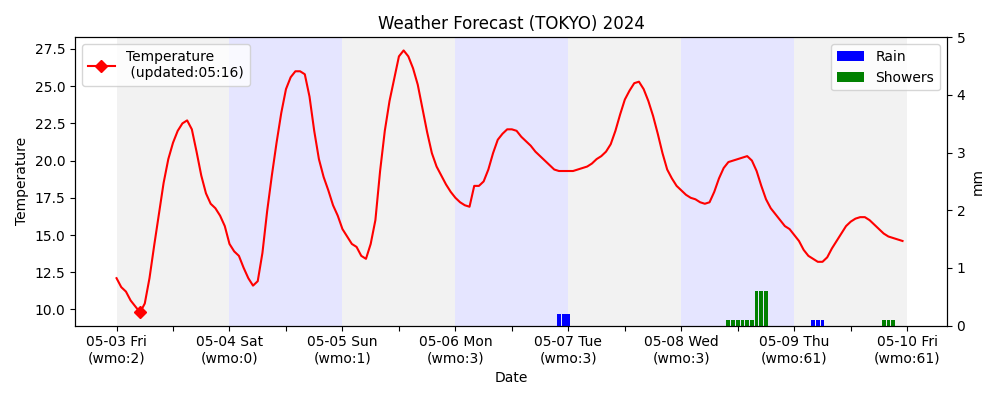 Weather Forecast (TOKYO) 2024
Temperature
(updated:05:16)
Rain
Showers
27.5
25.0
22.5
20.0
17.5
15.0
12.5
10.0
Temperature
5
4
3
2
1
0
mm
05-03 Fri
(wmo:2)
05-04 Sat
(wmo:0)
05-05 Sun
(wmo:1)
05-06 Mon
(wmo:3)
05-07 Tue
(wmo:3)
05-08 Wed
(wmo:3)
05-09 Thu
(wmo:61)
05-10 Fri
(wmo:61)
Date